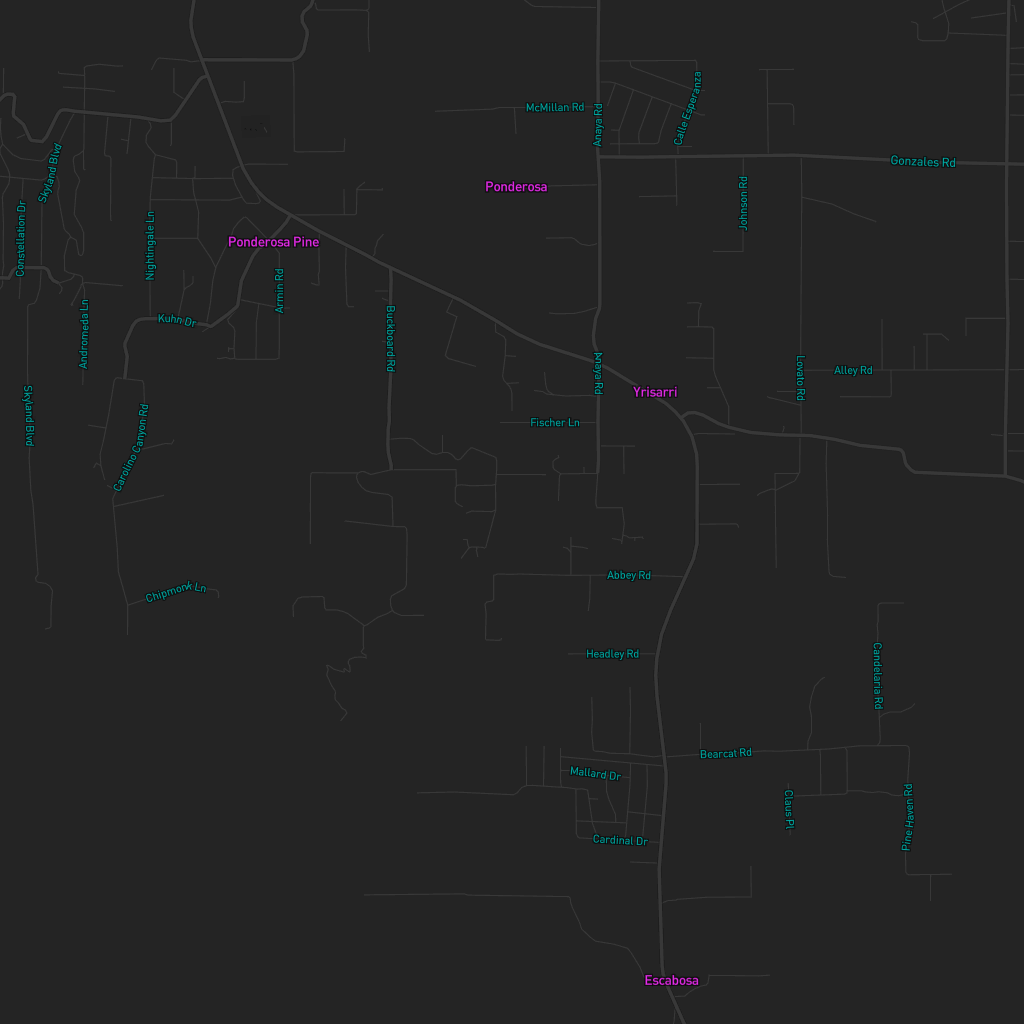 McMillan Rd
Anaya Rd
Calle Esperanza
Gonzales Rd
Skyland Blvd
Ponderosa
Johnson Rd
Constellation Dr
Nightingale Ln
Ponderosa Pine
Armin Rd
Kuhn Dr
Andromeda Ln
Buckboard Rd
Anaya Rd
Lovato Rd
Alley Rd
Yrisarri
Skyland Blvd
Fischer Ln
Carolino Canyon Rd
Abbey Rd
Chipmonk Ln
Headley Rd
Candelaria Rd
Bearcat Rd
Mallard Dr
Claus Pl
Pine Haven Rd
Cardinal Dr
Escabosa